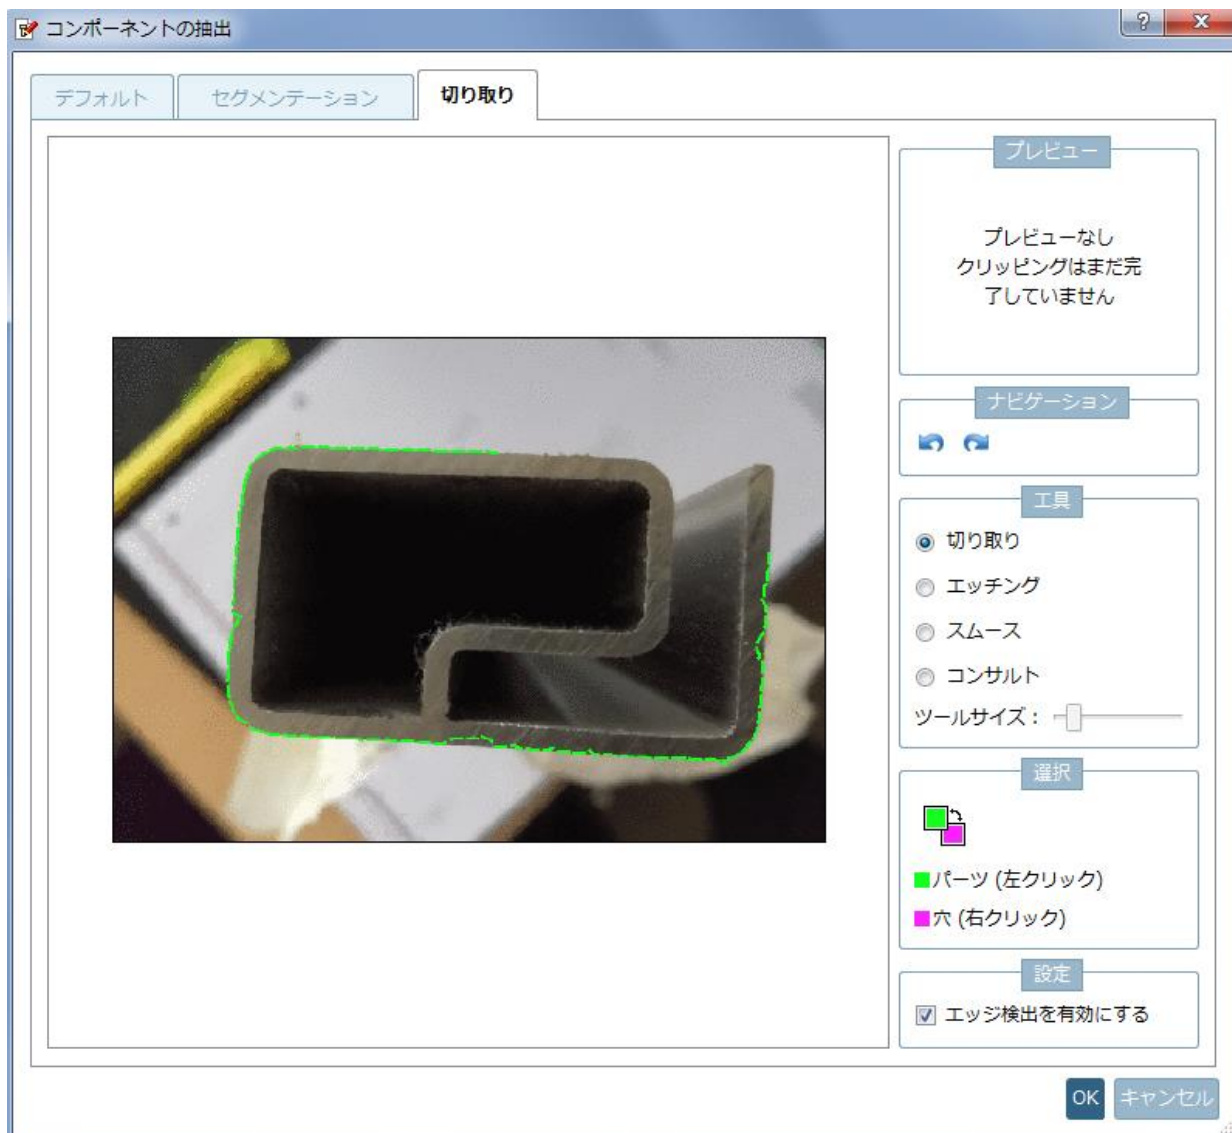 コンポーネントの抽出
デフォルト
セグメンテーション
切り取り
プレビュー
プレビューなし
クリッピングはまだ完
了していません
ナビゲーション
工具
切り取り
エッチング
スムース
コンサルト
ツールサイズ：
選択
パーツ (左クリック)
穴 (右クリック)
設定
エッジ検出を有効にする
OK
キャンセル